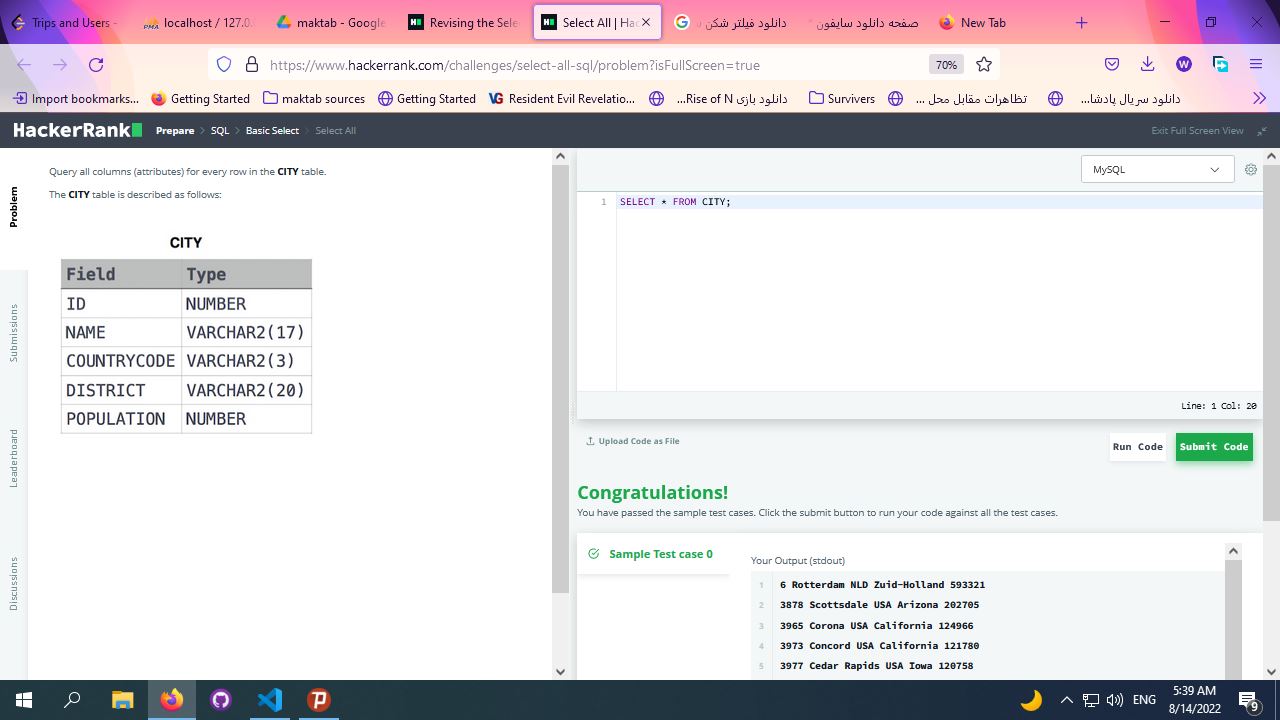 Trips and Users -
localhost / 127.0.
maktab - Google
Revising the Sele
Select All | Hac
دانلود فیلتر شکن
صفحه دانلود سایفون
New Tab
https://www.hackerrank.com/challenges/select-all-sql/problem?isFullScreen=true
70%
Import bookmarks...
Getting Started
maktab sources
Getting Started
Resident Evil Revelatio...
دانلود بازی Rise of N...
Survivers
تظاهرات مقابل محل ...
دانلود سریال پادشا...
HackerRank
Prepare > SQL > Basic Select > Select All
Exit Full Screen View
Problem
Submissions
Leaderboard
Discussions
Query all columns (attributes) for every row in the CITY table.
The CITY table is described as follows:
CITY
Field Type
ID NUMBER
NAME VARCHAR2(17)
COUNTRYCODE VARCHAR2(3)
DISTRICT VARCHAR2(20)
POPULATION NUMBER
MySQL
1 SELECT * FROM CITY;
Line: 1 Col: 20
Upload Code as File
Run Code
Submit Code
Congratulations!
You have passed the sample test cases. Click the submit button to run your code against all the test cases.
Sample Test case 0
Your Output (stdout)
1 6 Rotterdam NLD Zuid-Holland 593321
2 3878 Scottsdale USA Arizona 202705
3 3965 Corona USA California 124966
4 3973 Concord USA California 121780
5 3977 Cedar Rapids USA Iowa 120758
ENG
5:39 AM
8/14/2022
9